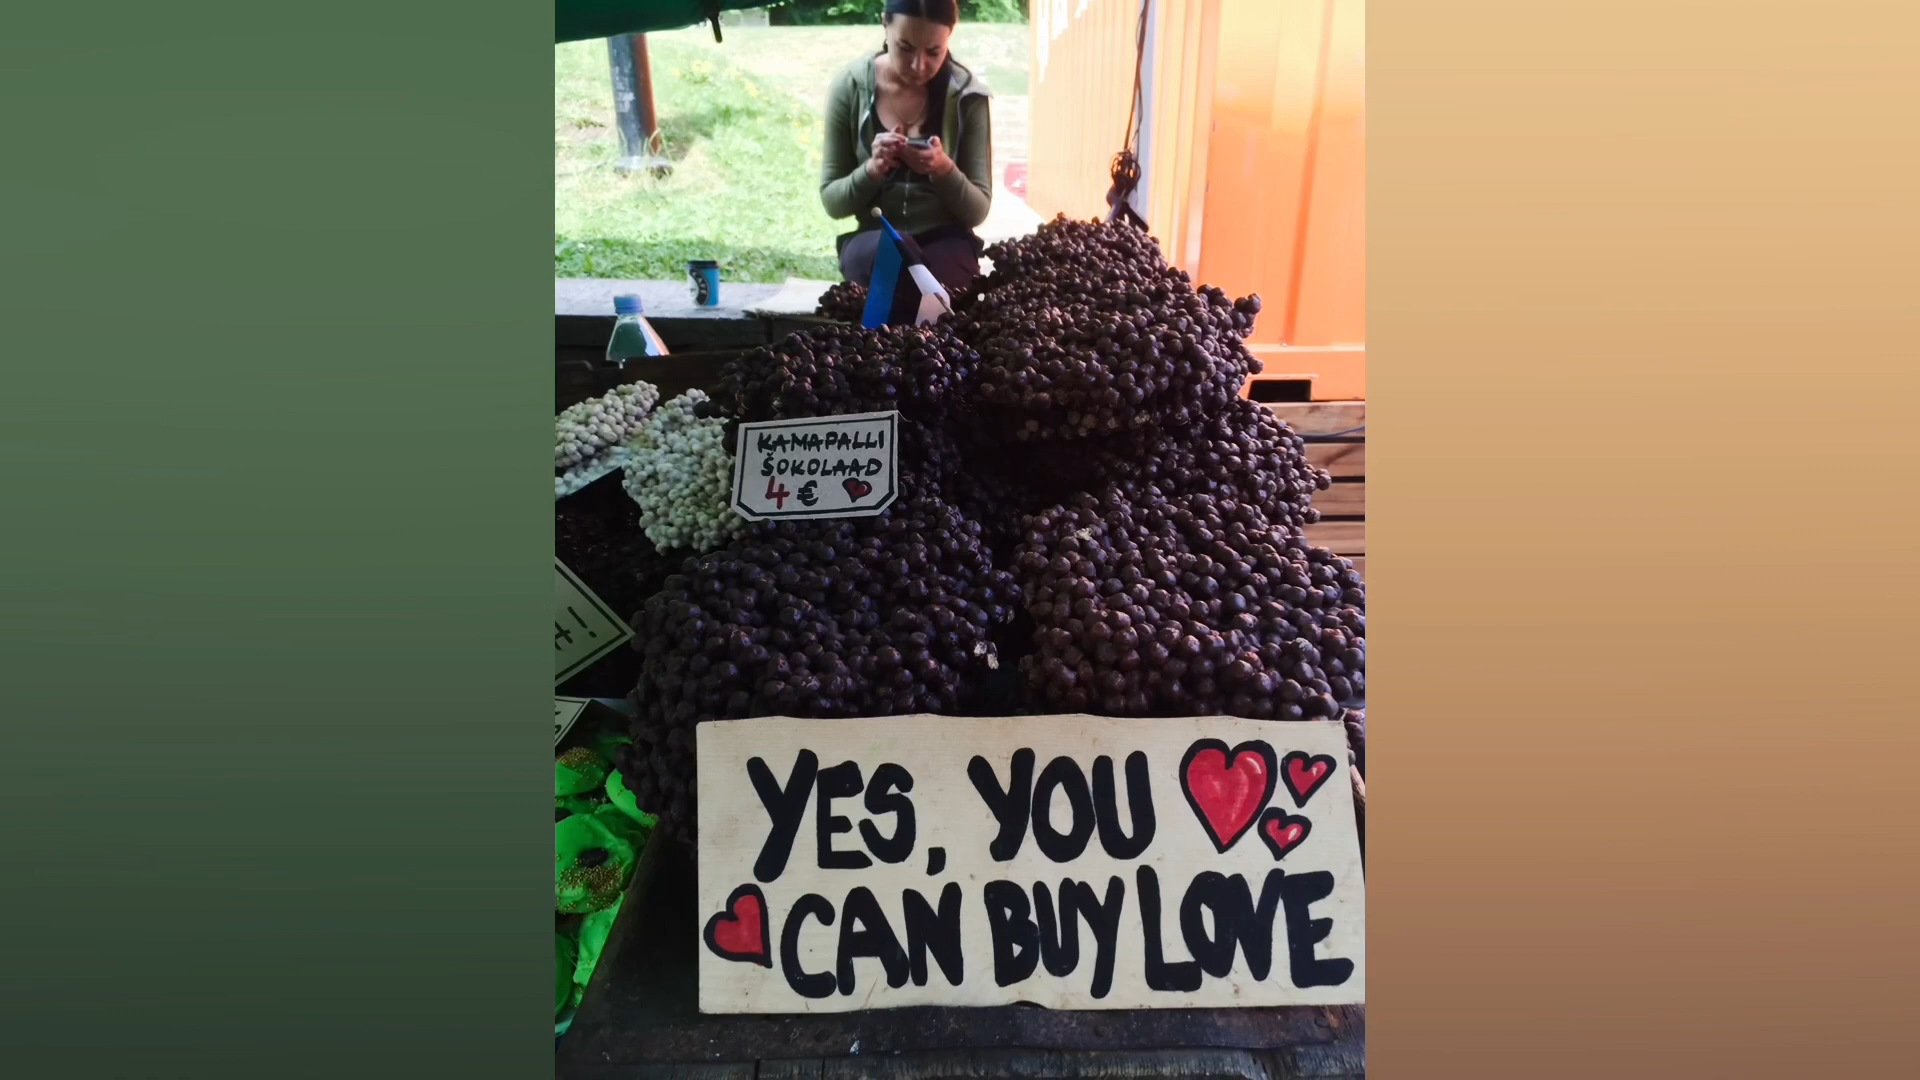 KAMAPALLI
ŠOKOLAAD
4 €
YES, YOU
CAN BUY LOVE